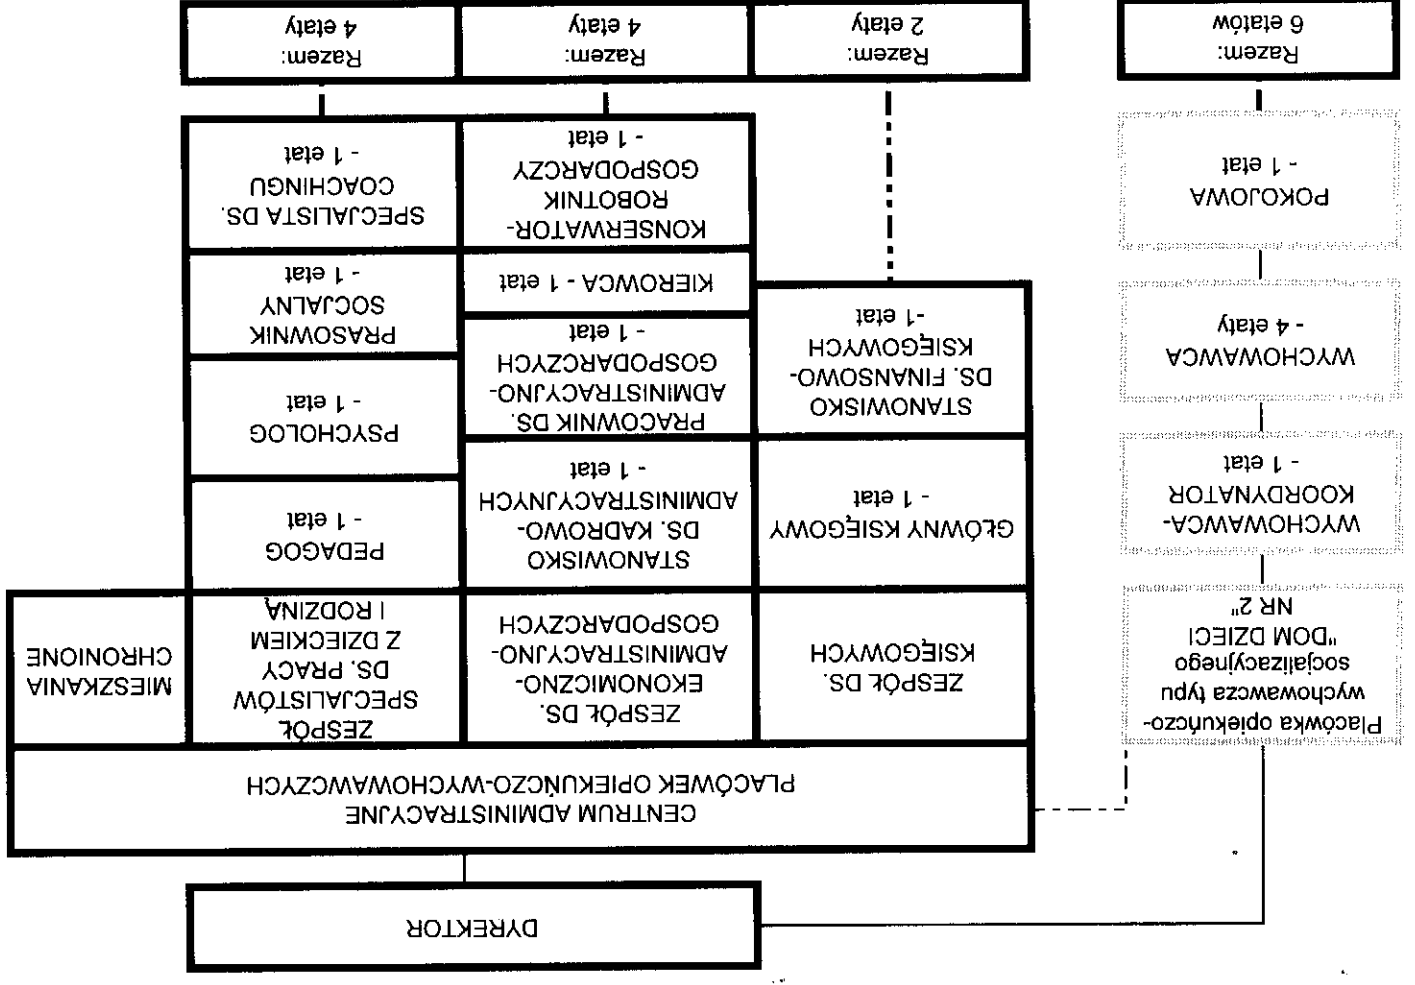 DYREKTOR
CENTRUM ADMINISTRACYJNE
PLACÓWEK OPIEKUŃCZO-WYCHOWAWCZYCH
Placówka opiekuńczo-
wychowawcza typu
socjalizacyjnego
"DOM DZIECI
NR 2"
WYCHOWAWCA-
KOORDYNATOR
- 1 etat
WYCHOWAWCA
- 4 etaty
POKOJOWA
- 1 etat
Razem:
6 etatów
ZESPÓŁ DS.
KSIĘGOWYCH
GŁÓWNY KSIĘGOWY
- 1 etat
STANOWISKO
DS. FINANSOWO-
KSIĘGOWYCH
-1 etat
Razem:
2 etaty
ZESPÓŁ DS.
EKONOMICZNO-
ADMINISTRACYJNO-
GOSPODARCZYCH
STANOWISKO
DS. KADROWO-
ADMINISTRACYJNYCH
- 1 etat
PRACOWNIK DS.
ADMINISTRACYJNO-
GOSPODARCZYCH
- 1 etat
KIEROWCA - 1 etat
KONSERWATOR-
ROBOTNIK
GOSPODARCZY
- 1 etat
Razem:
4 etaty
ZESPÓŁ
SPECJALISTÓW
DS. PRACY
Z DZIECKIEM
I RODZINĄ
PEDAGOG
- 1 etat
PSYCHOLOG
- 1 etat
PRASOWNIK
SOCJALNY
- 1 etat
SPECJALISTA DS.
COACHINGU
- 1 etat
Razem:
4 etaty
MIESZKANIA
CHRONIONE